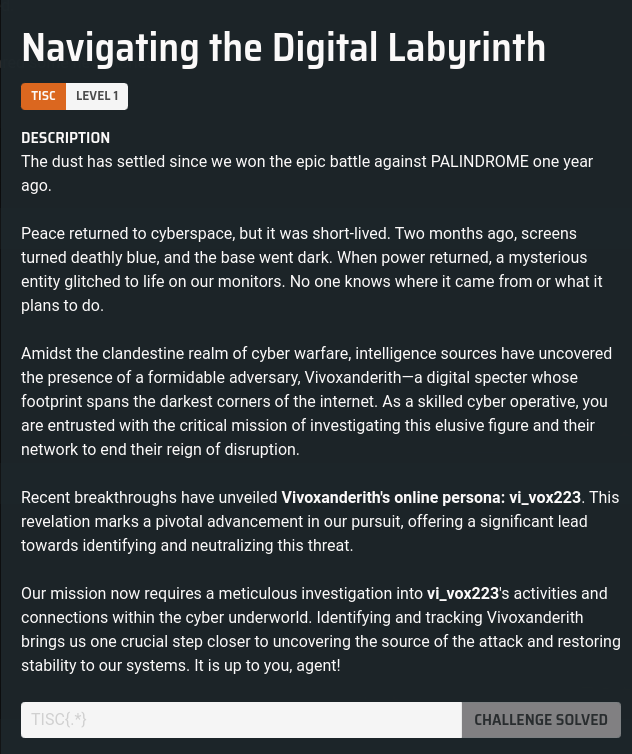 Navigating the Digital Labyrinth
TISC LEVEL 1
DESCRIPTION
The dust has settled since we won the epic battle against PALINDROME one year
ago.
Peace returned to cyberspace, but it was short-lived. Two months ago, screens
turned deathly blue, and the base went dark. When power returned, a mysterious
entity glitched to life on our monitors. No one knows where it came from or what it
plans to do.
Amidst the clandestine realm of cyber warfare, intelligence sources have uncovered
the presence of a formidable adversary, Vivoxanderith—a digital specter whose
footprint spans the darkest corners of the internet. As a skilled cyber operative, you
are entrusted with the critical mission of investigating this elusive figure and their
network to end their reign of disruption.
Recent breakthroughs have unveiled Vivoxanderith's online persona: vi_vox223. This
revelation marks a pivotal advancement in our pursuit, offering a significant lead
towards identifying and neutralizing this threat.
Our mission now requires a meticulous investigation into vi_vox223's activities and
connections within the cyber underworld. Identifying and tracking Vivoxanderith
brings us one crucial step closer to uncovering the source of the attack and restoring
stability to our systems. It is up to you, agent!
TISC{.*} CHALLENGE SOLVED